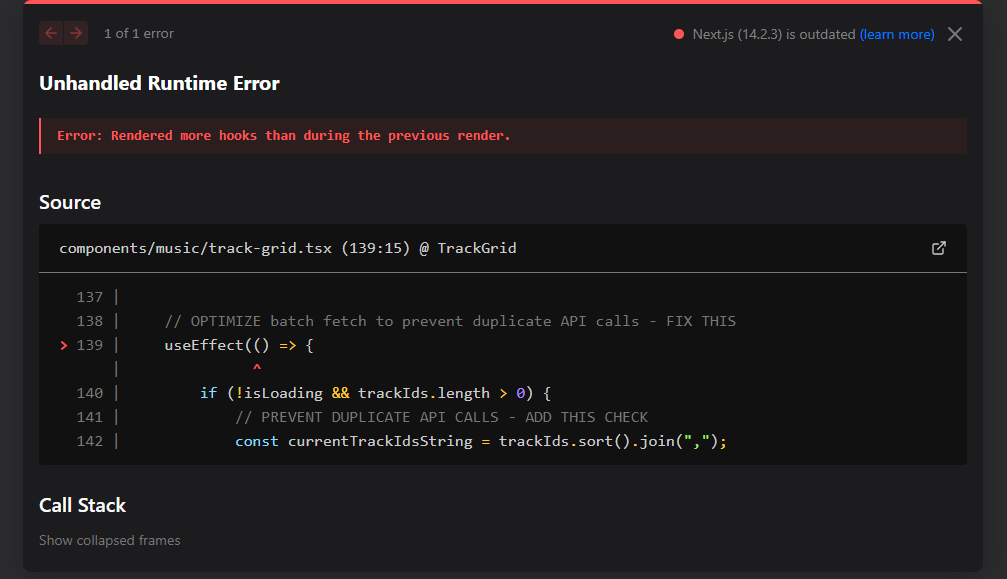 1 of 1 error
Next.js (14.2.3) is outdated (learn more)
Unhandled Runtime Error
Error: Rendered more hooks than during the previous render.
Source
components/music/track-grid.tsx (139:15) @ TrackGrid
137 |
138 |     // OPTIMIZE batch fetch to prevent duplicate API calls - FIX THIS
> 139 |     useEffect(() => {
|               ^
140 |         if (!isLoading && trackIds.length > 0) {
141 |             // PREVENT DUPLICATE API CALLS - ADD THIS CHECK
142 |             const currentTrackIdsString = trackIds.sort().join(",");
Call Stack
Show collapsed frames